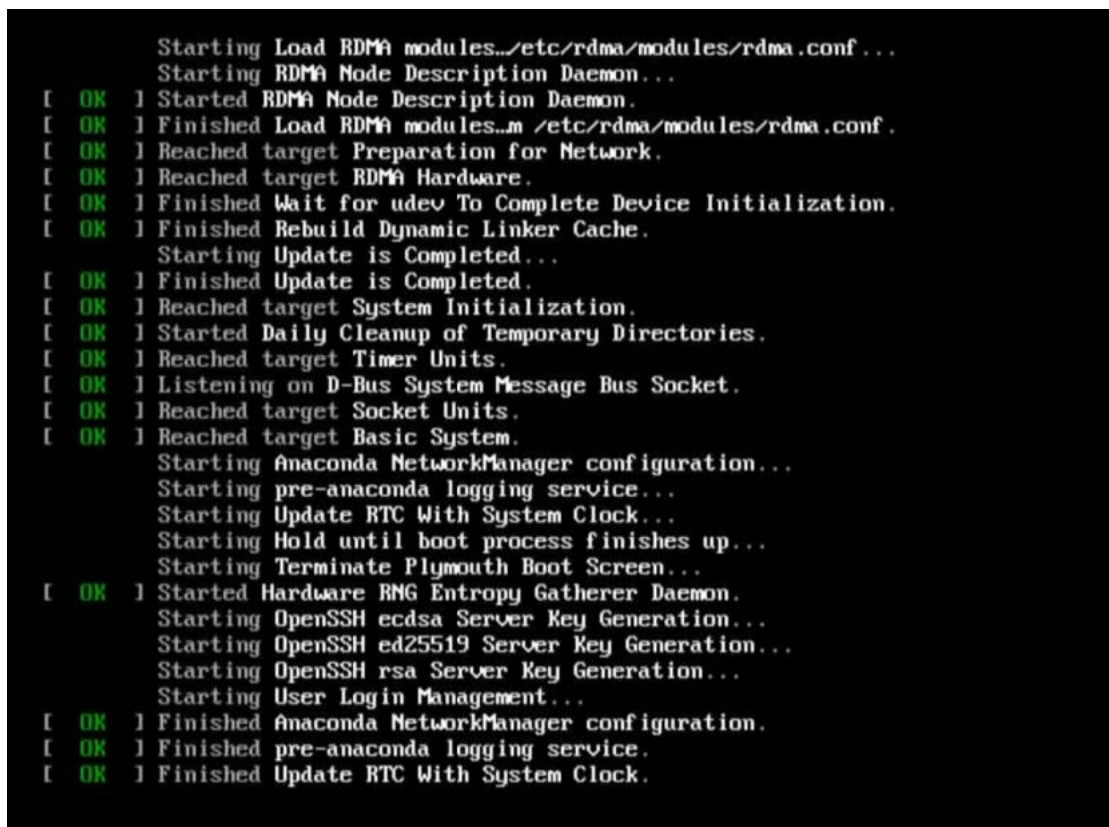 Starting Load RDMA modules…/etc/rdma/modules/rdma.conf...
Starting RDMA Node Description Daemon...
[  OK  ] Started RDMA Node Description Daemon.
[  OK  ] Finished Load RDMA modules…m /etc/rdma/modules/rdma.conf.
[  OK  ] Reached target Preparation for Network.
[  OK  ] Reached target RDMA Hardware.
[  OK  ] Finished Wait for udev To Complete Device Initialization.
[  OK  ] Finished Rebuild Dynamic Linker Cache.
Starting Update is Completed...
[  OK  ] Finished Update is Completed.
[  OK  ] Reached target System Initialization.
[  OK  ] Started Daily Cleanup of Temporary Directories.
[  OK  ] Reached target Timer Units.
[  OK  ] Listening on D-Bus System Message Bus Socket.
[  OK  ] Reached target Socket Units.
[  OK  ] Reached target Basic System.
Starting Anaconda NetworkManager configuration...
Starting pre-anaconda logging service...
Starting Update RTC With System Clock...
Starting Hold until boot process finishes up...
Starting Terminate Plymouth Boot Screen...
[  OK  ] Started Hardware RNG Entropy Gatherer Daemon.
Starting OpenSSH ecdsa Server Key Generation...
Starting OpenSSH ed25519 Server Key Generation...
Starting OpenSSH rsa Server Key Generation...
Starting User Login Management...
[  OK  ] Finished Anaconda NetworkManager configuration.
[  OK  ] Finished pre-anaconda logging service.
[  OK  ] Finished Update RTC With System Clock.